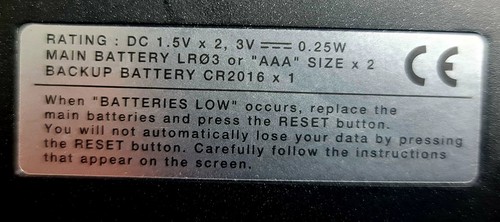 RATING : DC 1.5V x 2, 3V ⎓ 0.25W
MAIN BATTERY LRØ3 or "AAA" SIZE x 2
BACKUP BATTERY CR2016 x 1
CE
When "BATTERIES LOW" occurs, replace the
main batteries and press the RESET button.
You will not automatically lose your data by pressing
the RESET button. Carefully follow the instructions
that appear on the screen.